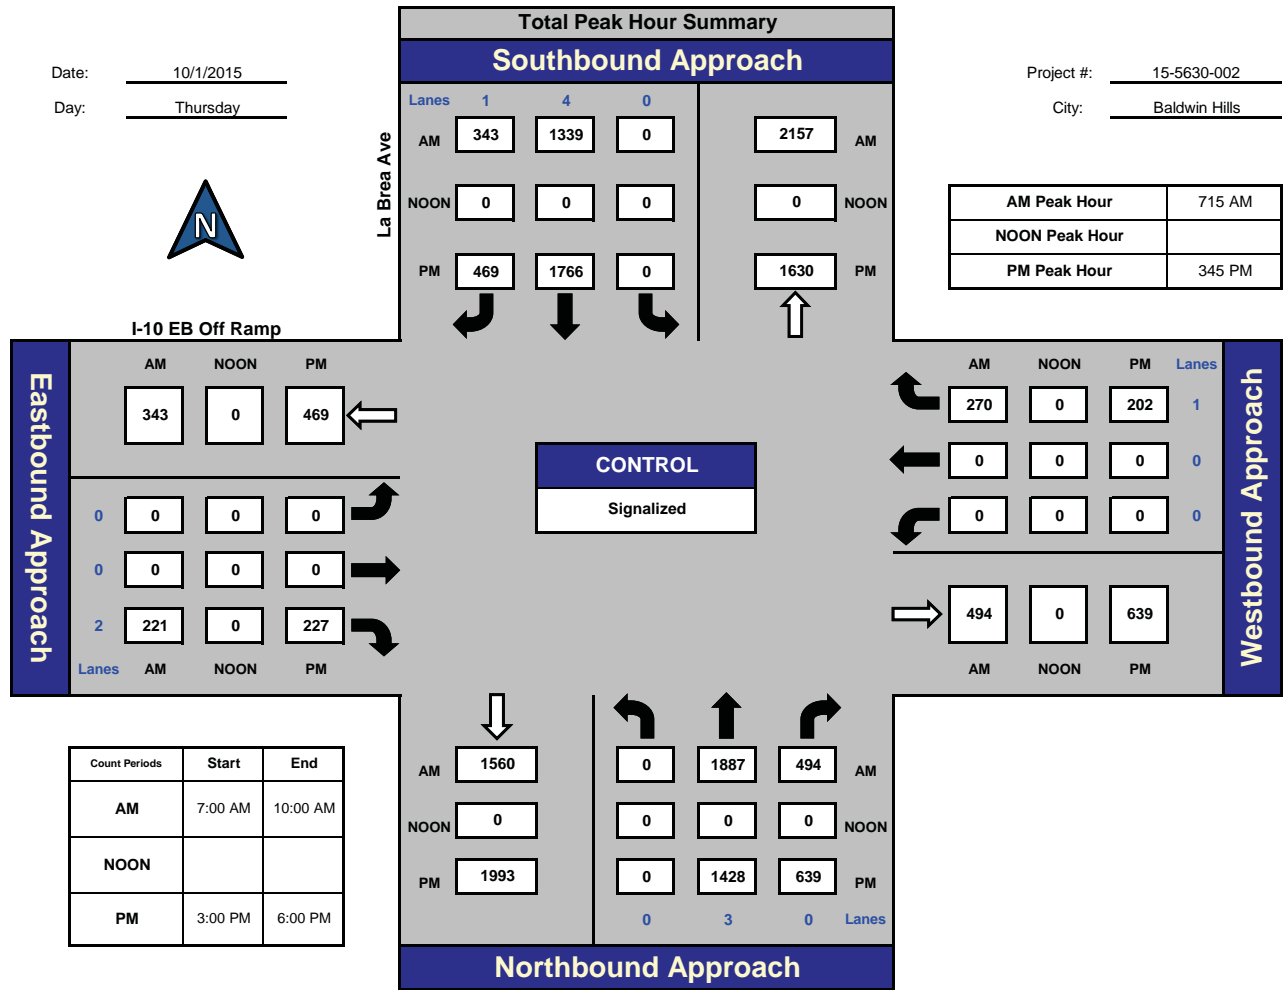 Total Peak Hour Summary
Southbound Approach
Date: 10/1/2015
Day: Thursday
Project #: 15-5630-002
City: Baldwin Hills
N
La Brea Ave
Lanes 1 4 0
AM 343 1339 0 2157 AM
NOON 0 0 0 0 NOON
PM 469 1766 0 1630 PM
AM Peak Hour 715 AM
NOON Peak Hour
PM Peak Hour 345 PM
I-10 EB Off Ramp
Eastbound Approach
AM NOON PM
343 0 469
0 0 0 0
0 0 0 0
2 221 0 227
Lanes AM NOON PM
CONTROL
Signalized
AM NOON PM Lanes
270 0 202 1
0 0 0 0
0 0 0 0
494 0 639
AM NOON PM
Westbound Approach
Count Periods Start End
AM 7:00 AM 10:00 AM
NOON
PM 3:00 PM 6:00 PM
AM 1560 0 1887 494 AM
NOON 0 0 0 0 NOON
PM 1993 0 1428 639 PM
0 3 0 Lanes
Northbound Approach